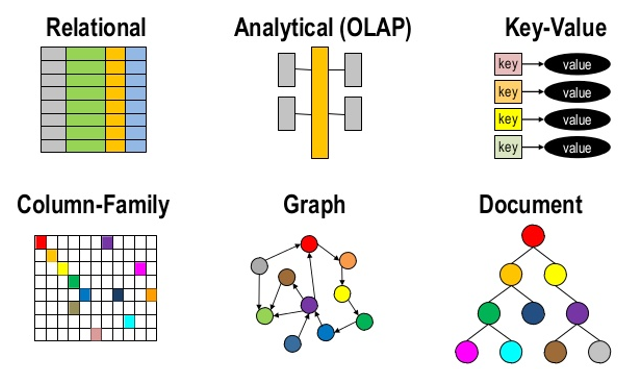 Relational
Analytical (OLAP)
Key-Value
key value
key value
key value
key value
Column-Family
Graph
Document